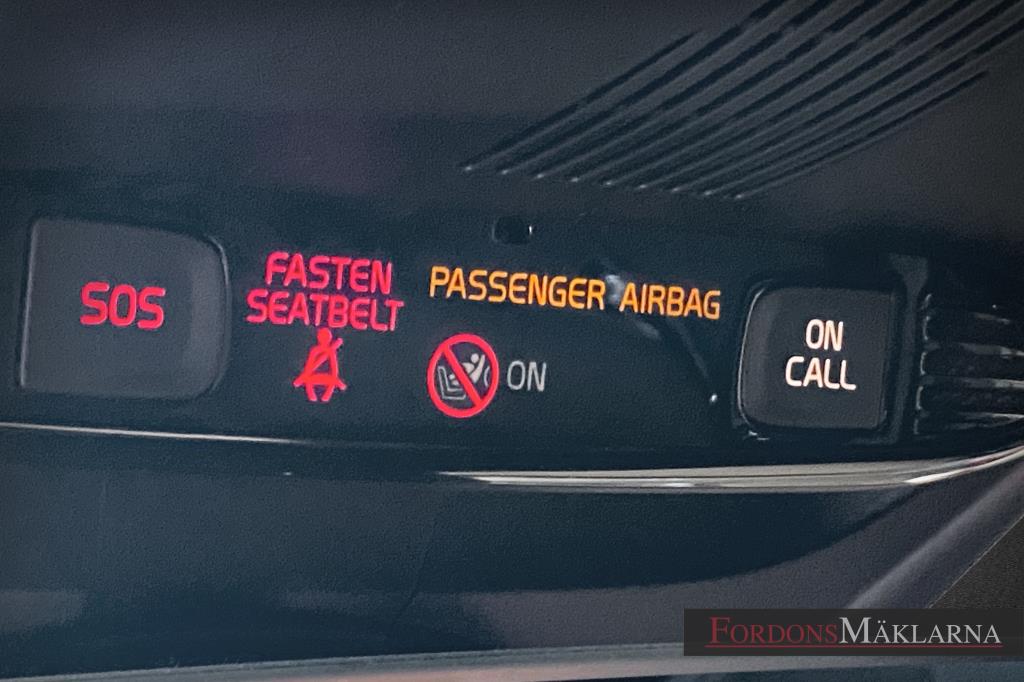 SOS
FASTEN
SEATBELT
PASSENGER AIRBAG
ON
ON
CALL
FORDONSMÄKLARNA